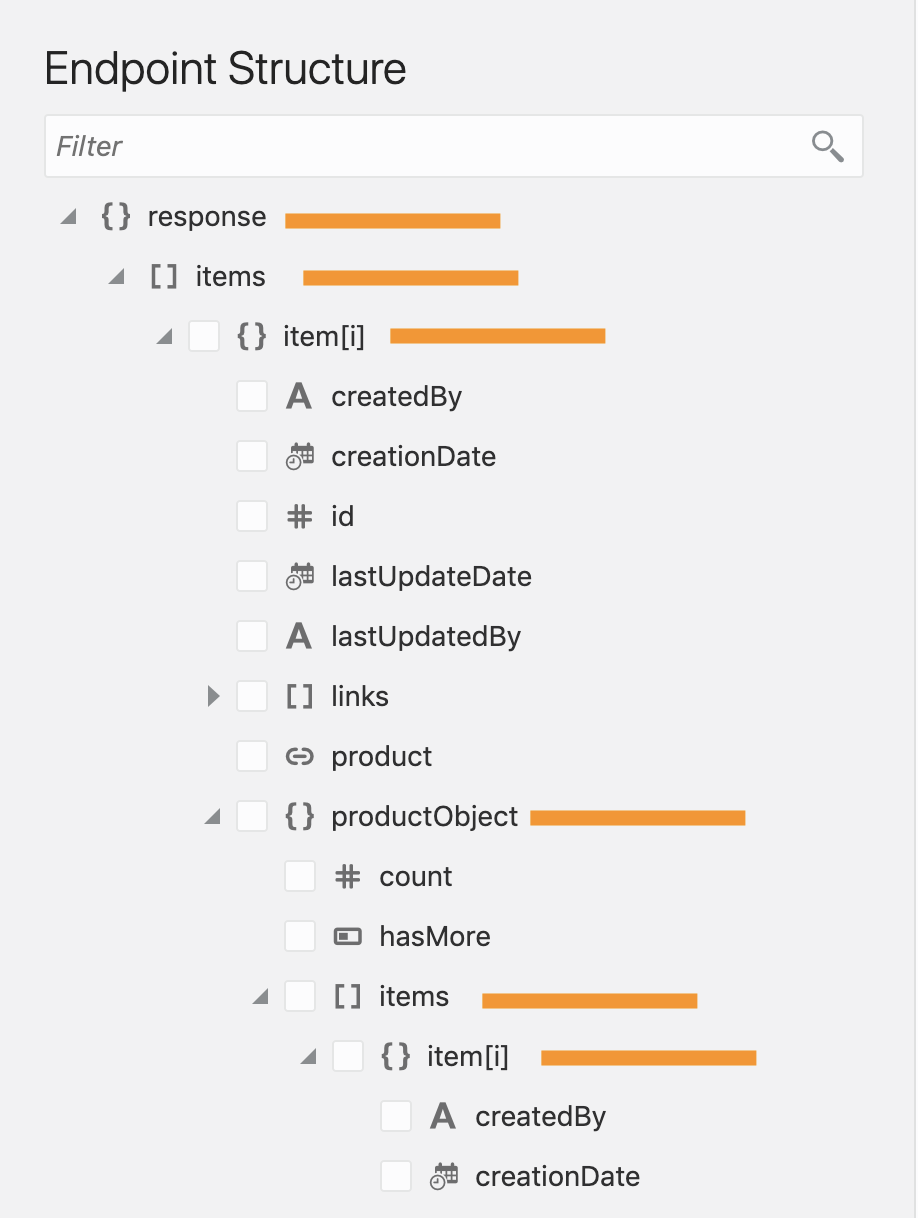 Endpoint Structure
Filter
{} response
[] items
{} item[i]
A createdBy
creationDate
# id
lastUpdateDate
A lastUpdatedBy
[] links
product
{} productObject
# count
hasMore
[] items
{} item[i]
A createdBy
creationDate